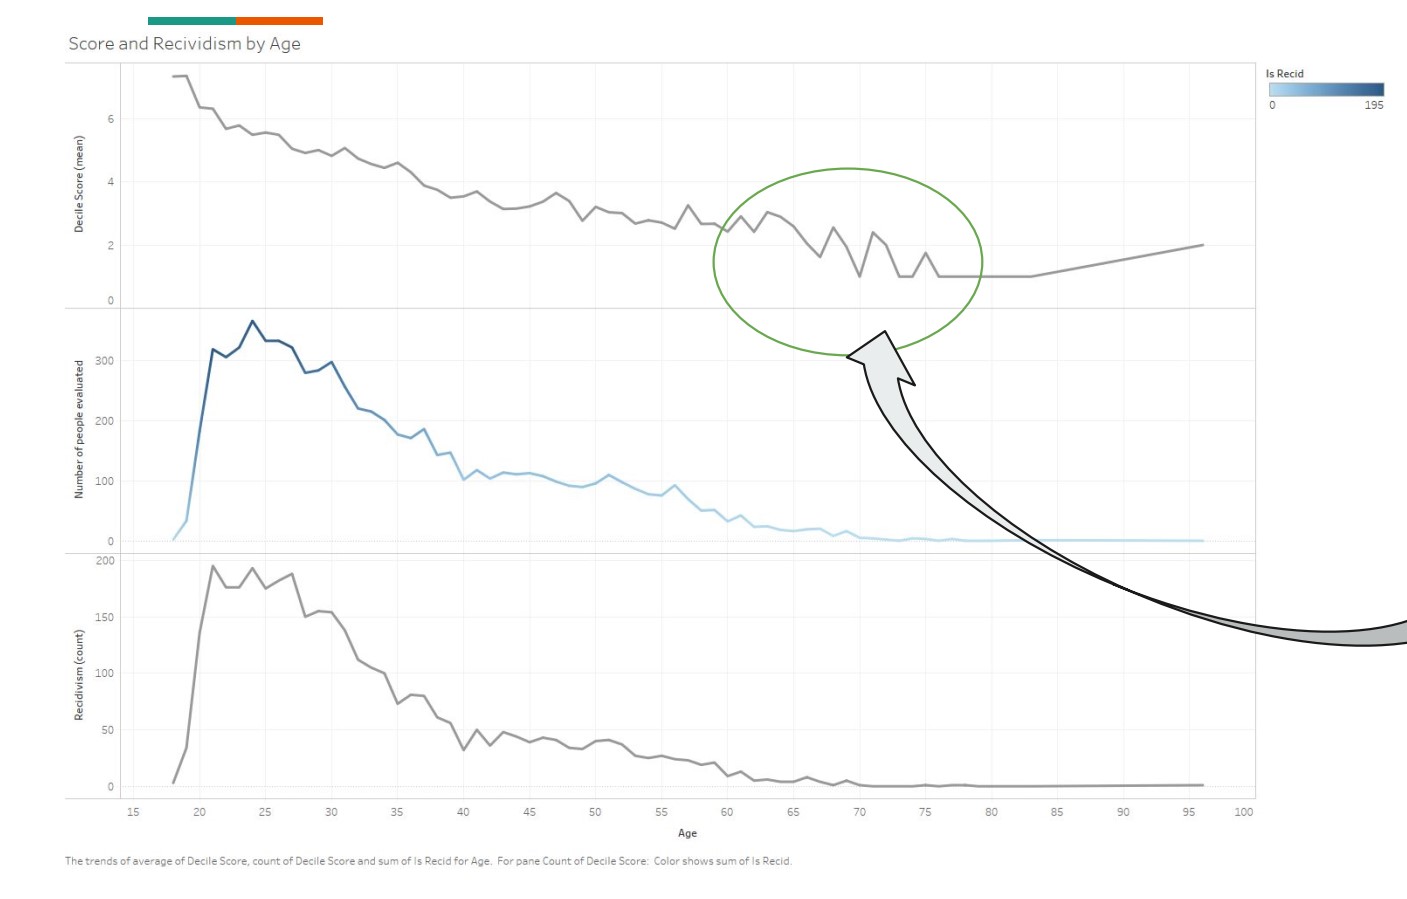 Score and Recividism by Age
Is Recid
0 195
Decile Score (mean)
6
4
2
0
Number of people evaluated
300
200
100
0
Recidivism (count)
200
150
100
50
0
15 20 25 30 35 40 45 50 55 60 65 70 75 80 85 90 95 100
Age
The trends of average of Decile Score, count of Decile Score and sum of Is Recid for Age. For pane Count of Decile Score: Color shows sum of Is Recid.